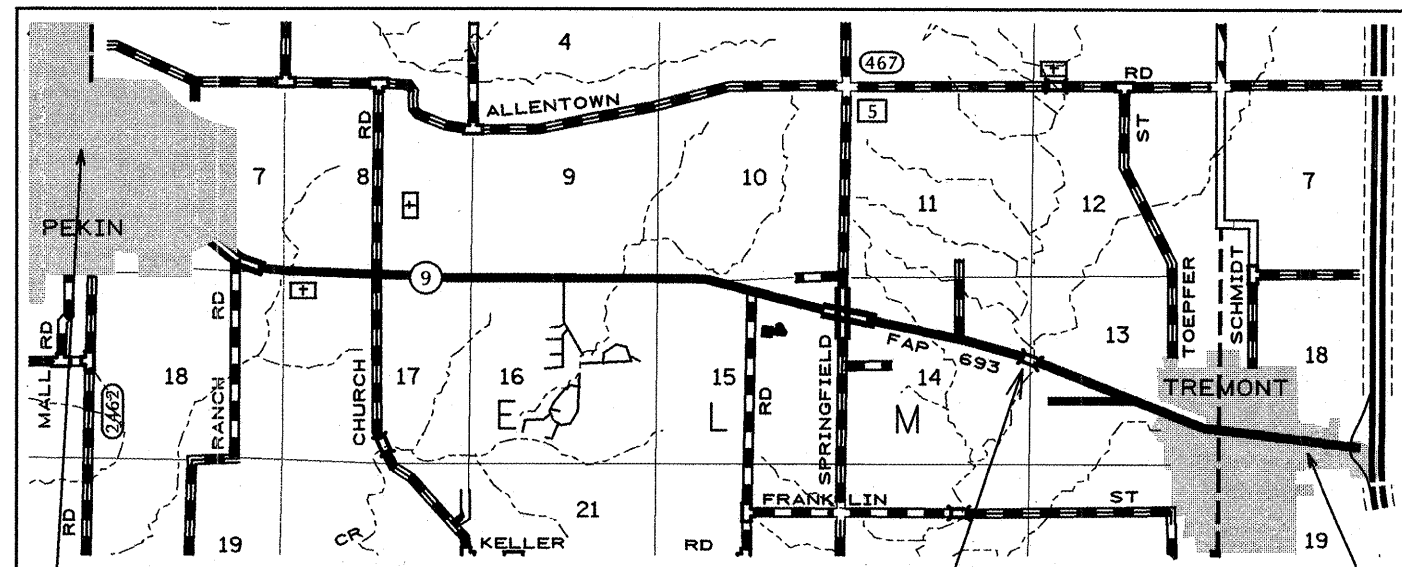 4
467
RD
ALLENTOWN
5
RD
ST
7
8
9
10
11
12
7
PEKIN
9
RD
RD
SPRINGFIELD
FAP 693
13
TOEPFER
SCHMIDT
MALL
18
RANCH
CHURCH
17
16
15
RD
14
18
TREMONT
2462
E L M
FRANKLIN ST
21
RD
19
CR
KELLER RD
19